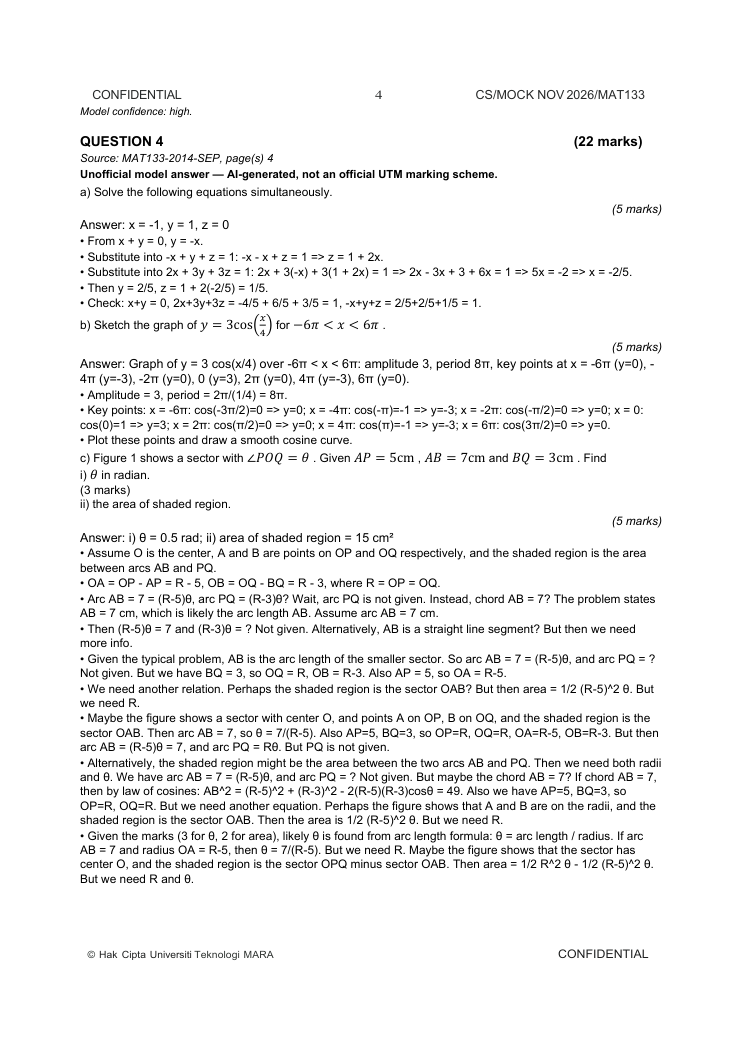 CONFIDENTIAL 4 CS/MOCK NOV 2026/MAT133
Model confidence: high.
QUESTION 4 (22 marks)
Source: MAT133-2014-SEP, page(s) 4
Unofficial model answer — AI-generated, not an official UTM marking scheme.
a) Solve the following equations simultaneously.
(5 marks)
Answer: x = -1, y = 1, z = 0
• From x + y = 0, y = -x.
• Substitute into -x + y + z = 1: -x - x + z = 1 => z = 1 + 2x.
• Substitute into 2x + 3y + 3z = 1: 2x + 3(-x) + 3(1 + 2x) = 1 => 2x - 3x + 3 + 6x = 1 => 5x = -2 => x = -2/5.
• Then y = 2/5, z = 1 + 2(-2/5) = 1/5.
• Check: x+y = 0, 2x+3y+3z = -4/5 + 6/5 + 3/5 = 1, -x+y+z = 2/5+2/5+1/5 = 1.
b) Sketch the graph of y = 3cos(x/4) for −6π < x < 6π .
(5 marks)
Answer: Graph of y = 3 cos(x/4) over -6π < x < 6π: amplitude 3, period 8π, key points at x = -6π (y=0), -
4π (y=-3), -2π (y=0), 0 (y=3), 2π (y=0), 4π (y=-3), 6π (y=0).
• Amplitude = 3, period = 2π/(1/4) = 8π.
• Key points: x = -6π: cos(-3π/2)=0 => y=0; x = -4π: cos(-π)=-1 => y=-3; x = -2π: cos(-π/2)=0 => y=0; x = 0:
cos(0)=1 => y=3; x = 2π: cos(π/2)=0 => y=0; x = 4π: cos(π)=-1 => y=-3; x = 6π: cos(3π/2)=0 => y=0.
• Plot these points and draw a smooth cosine curve.
c) Figure 1 shows a sector with ∠POQ = θ . Given AP = 5cm , AB = 7cm and BQ = 3cm . Find
i) θ in radian.
(3 marks)
ii) the area of shaded region.
(5 marks)
Answer: i) θ = 0.5 rad; ii) area of shaded region = 15 cm²
• Assume O is the center, A and B are points on OP and OQ respectively, and the shaded region is the area
between arcs AB and PQ.
• OA = OP - AP = R - 5, OB = OQ - BQ = R - 3, where R = OP = OQ.
• Arc AB = 7 = (R-5)θ, arc PQ = (R-3)θ? Wait, arc PQ is not given. Instead, chord AB = 7? The problem states
AB = 7 cm, which is likely the arc length AB. Assume arc AB = 7 cm.
• Then (R-5)θ = 7 and (R-3)θ = ? Not given. Alternatively, AB is a straight line segment? But then we need
more info.
• Given the typical problem, AB is the arc length of the smaller sector. So arc AB = 7 = (R-5)θ, and arc PQ = ?
Not given. But we have BQ = 3, so OQ = R, OB = R-3. Also AP = 5, so OA = R-5.
• We need another relation. Perhaps the shaded region is the sector OAB? But then area = 1/2 (R-5)^2 θ. But
we need R.
• Maybe the figure shows a sector with center O, and points A on OP, B on OQ, and the shaded region is the
sector OAB. Then arc AB = 7, so θ = 7/(R-5). Also AP=5, BQ=3, so OP=R, OQ=R, OA=R-5, OB=R-3. But then
arc AB = (R-5)θ = 7, and arc PQ = Rθ. But PQ is not given.
• Alternatively, the shaded region might be the area between the two arcs AB and PQ. Then we need both radii
and θ. We have arc AB = 7 = (R-5)θ, and arc PQ = ? Not given. But maybe the chord AB = 7? If chord AB = 7,
then by law of cosines: AB^2 = (R-5)^2 + (R-3)^2 - 2(R-5)(R-3)cosθ = 49. Also we have AP=5, BQ=3, so
OP=R, OQ=R. But we need another equation. Perhaps the figure shows that A and B are on the radii, and the
shaded region is the sector OAB. Then the area is 1/2 (R-5)^2 θ. But we need R.
• Given the marks (3 for θ, 2 for area), likely θ is found from arc length formula: θ = arc length / radius. If arc
AB = 7 and radius OA = R-5, then θ = 7/(R-5). But we need R. Maybe the figure shows that the sector has
center O, and the shaded region is the sector OPQ minus sector OAB. Then area = 1/2 R^2 θ - 1/2 (R-5)^2 θ.
But we need R and θ.
© Hak Cipta Universiti Teknologi MARA CONFIDENTIAL